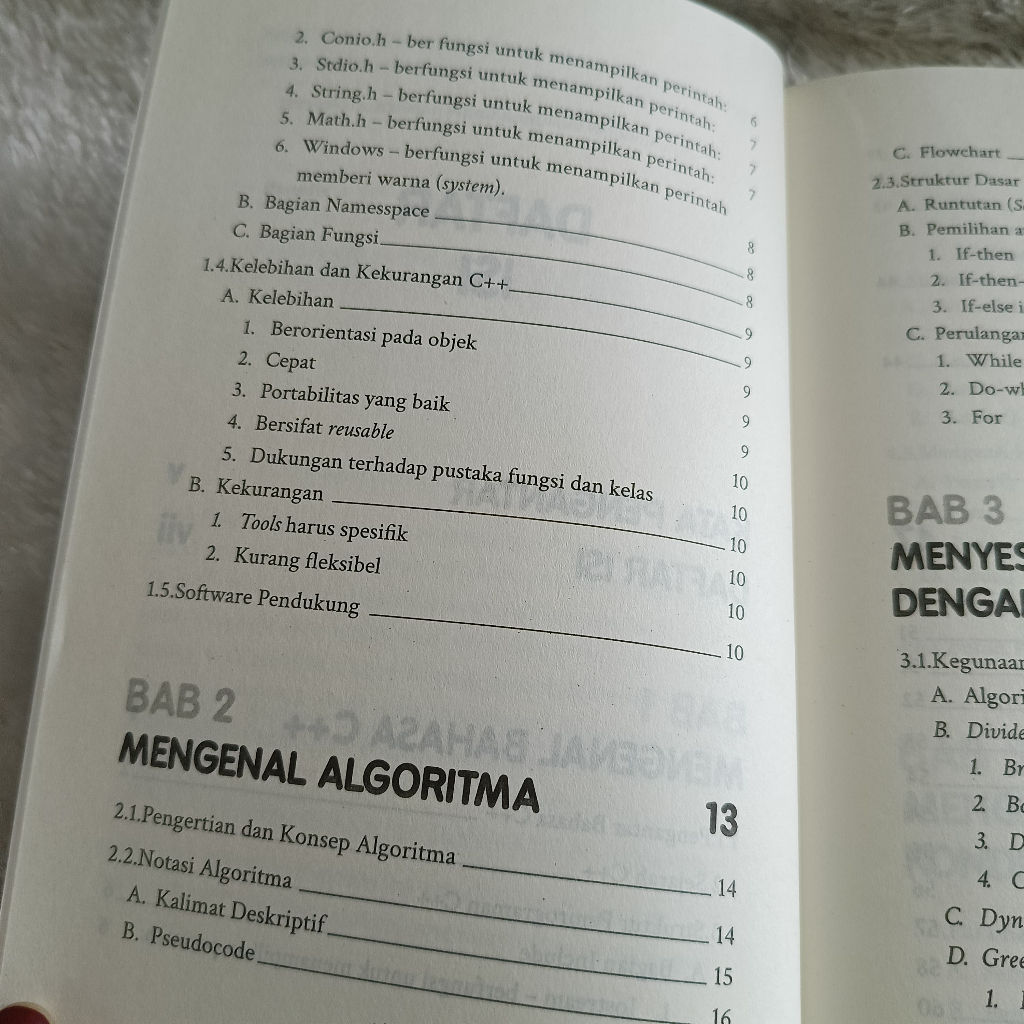 2. Conio.h – ber fungsi untuk menampilkan perintah: 6
3. Stdio.h – berfungsi untuk menampilkan perintah: 7
4. String.h – berfungsi untuk menampilkan perintah: 7
5. Math.h – berfungsi untuk menampilkan perintah: 7
6. Windows – berfungsi untuk menampilkan perintah
memberi warna (system). 8
B. Bagian Namesspace 8
C. Bagian Fungsi 8
1.4.Kelebihan dan Kekurangan C++ 9
A. Kelebihan 9
1. Berorientasi pada objek 9
2. Cepat 9
3. Portabilitas yang baik 9
4. Bersifat reusable 10
5. Dukungan terhadap pustaka fungsi dan kelas 10
B. Kekurangan 10
1. Tools harus spesifik 10
2. Kurang fleksibel 10
1.5.Software Pendukung 10
BAB 2
MENGENAL ALGORITMA 13
2.1.Pengertian dan Konsep Algoritma 14
2.2.Notasi Algoritma 14
A. Kalimat Deskriptif 15
B. Pseudocode 16
C. Flowchart
2.3.Struktur Dasar
A. Runtutan
B. Pemilihan
1. If-then
2. If-then-
3. If-else
C.
1. While
2.
3. For
BAB 3
3.1.
A.
B.
1.
2.
3.
4.
C.
D.
1.